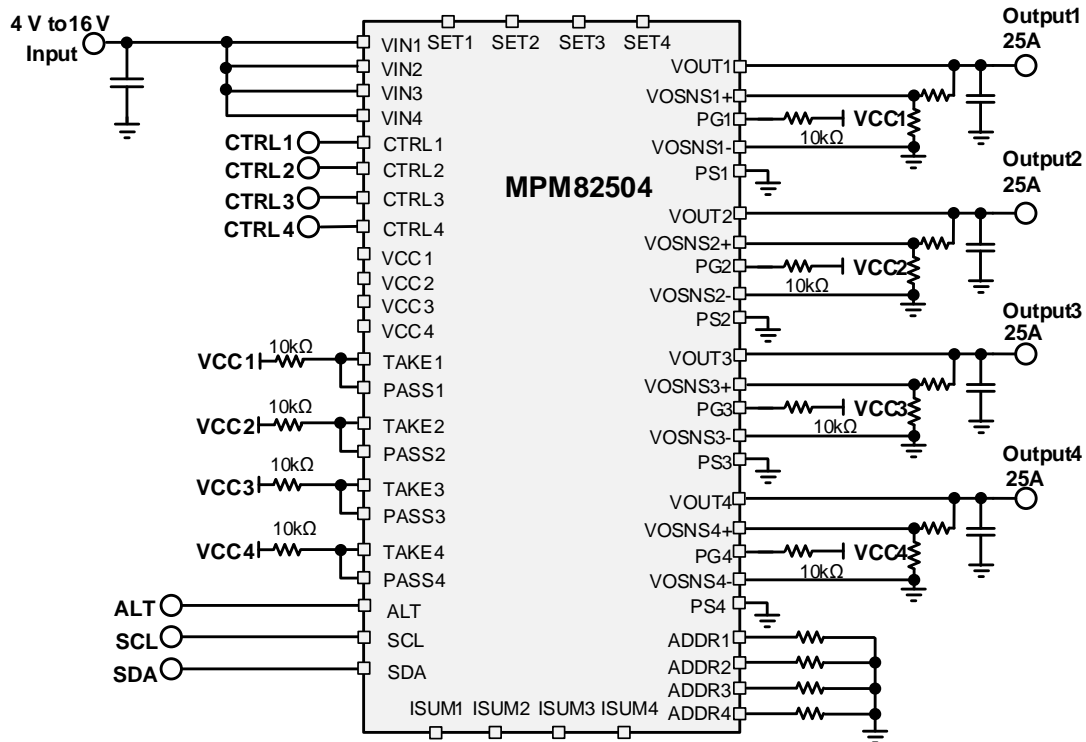 4 V to 16 V
Input
VIN1
VIN2
VIN3
VIN4
CTRL1
CTRL1
CTRL2
CTRL2
CTRL3
CTRL3
CTRL4
CTRL4
VCC1
VCC2
VCC3
VCC4
VCC1
10kΩ
TAKE1
PASS1
VCC2
10kΩ
TAKE2
PASS2
VCC3
10kΩ
TAKE3
PASS3
VCC4
10kΩ
TAKE4
PASS4
ALT
ALT
SCL
SCL
SDA
SDA
SET1 SET2 SET3 SET4
MPM82504
ISUM1 ISUM2 ISUM3 ISUM4
VOUT1
VOSNS1+
PG1
VCC1
10kΩ
VOSNS1-
PS1
Output1
25A
VOUT2
VOSNS2+
PG2
VCC2
10kΩ
VOSNS2-
PS2
Output2
25A
VOUT3
VOSNS3+
PG3
VCC3
10kΩ
VOSNS3-
PS3
Output3
25A
VOUT4
VOSNS4+
PG4
VCC4
10kΩ
VOSNS4-
PS4
Output4
25A
ADDR1
ADDR2
ADDR3
ADDR4